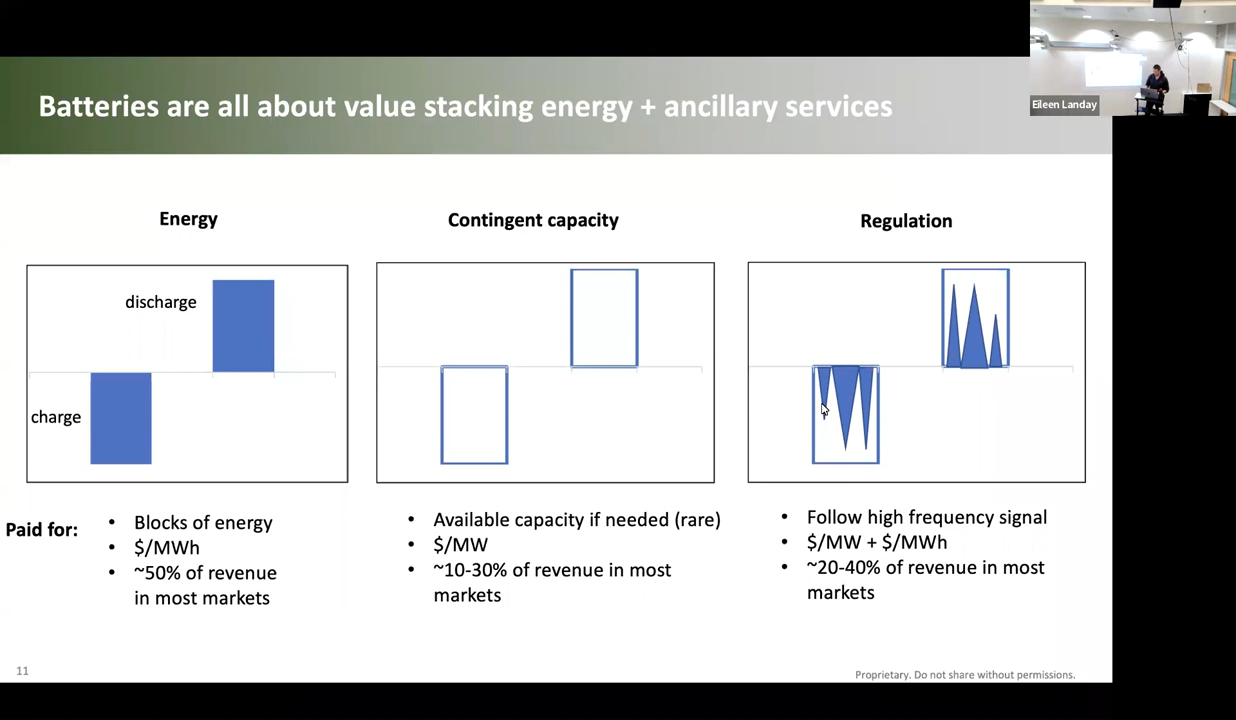 Batteries are all about value stacking energy + ancillary services
Eileen Landay
Energy
discharge
charge
Contingent capacity
Regulation
Paid for:
• Blocks of energy
• $/MWh
• ~50% of revenue
in most markets
• Available capacity if needed (rare)
• $/MW
• ~10-30% of revenue in most
markets
• Follow high frequency signal
• $/MW + $/MWh
• ~20-40% of revenue in most
markets
11
Proprietary. Do not share without permissions.